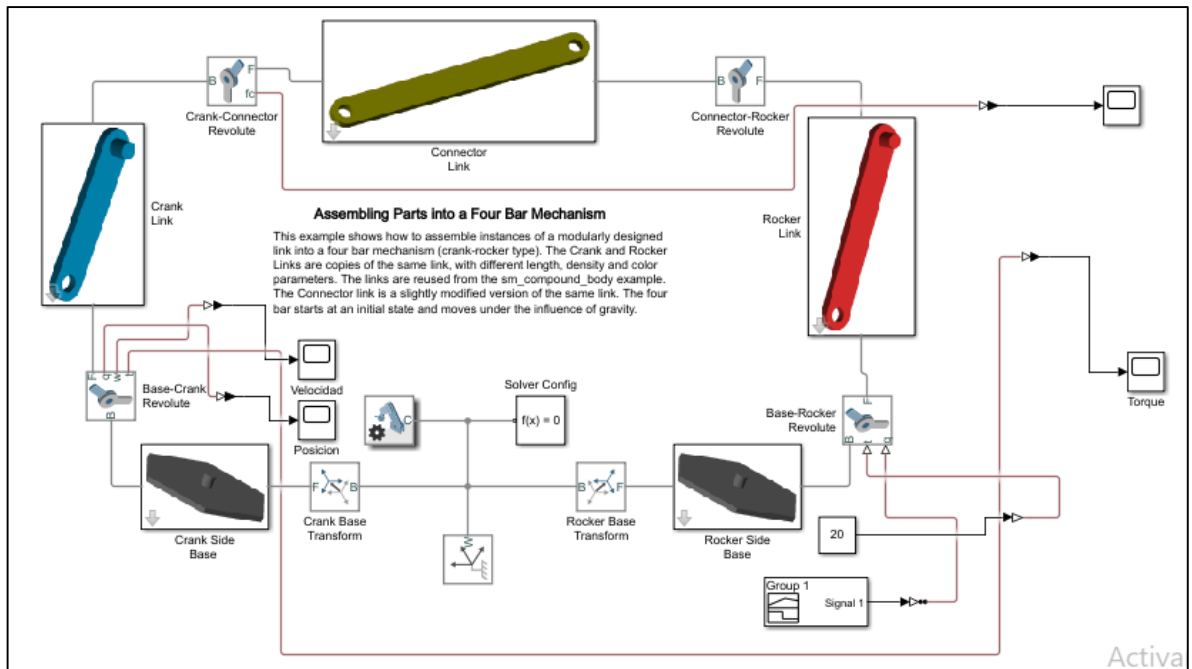 B
F
fc
Crank-Connector
Revolute
Connector
Link
B
F
Connector-Rocker
Revolute
Crank
Link
Rocker
Link
Assembling Parts into a Four Bar Mechanism
This example shows how to assemble instances of a modularly designed
link into a four bar mechanism (crank-rocker type). The Crank and Rocker
Links are copies of the same link, with different length, density and color
parameters. The links are reused from the sm_compound_body example.
The Connector link is a slightly modified version of the same link. The four
bar starts at an initial state and moves under the influence of gravity.
F q w t
B
Base-Crank
Revolute
Velocidad
Posicion
C
Solver Config
f(x) = 0
Base-Rocker
Revolute
F
B t q
Torque
Crank Side
Base
F B
Crank Base
Transform
W
B F
Rocker Base
Transform
Rocker Side
Base
20
Group 1
Signal 1
Activa